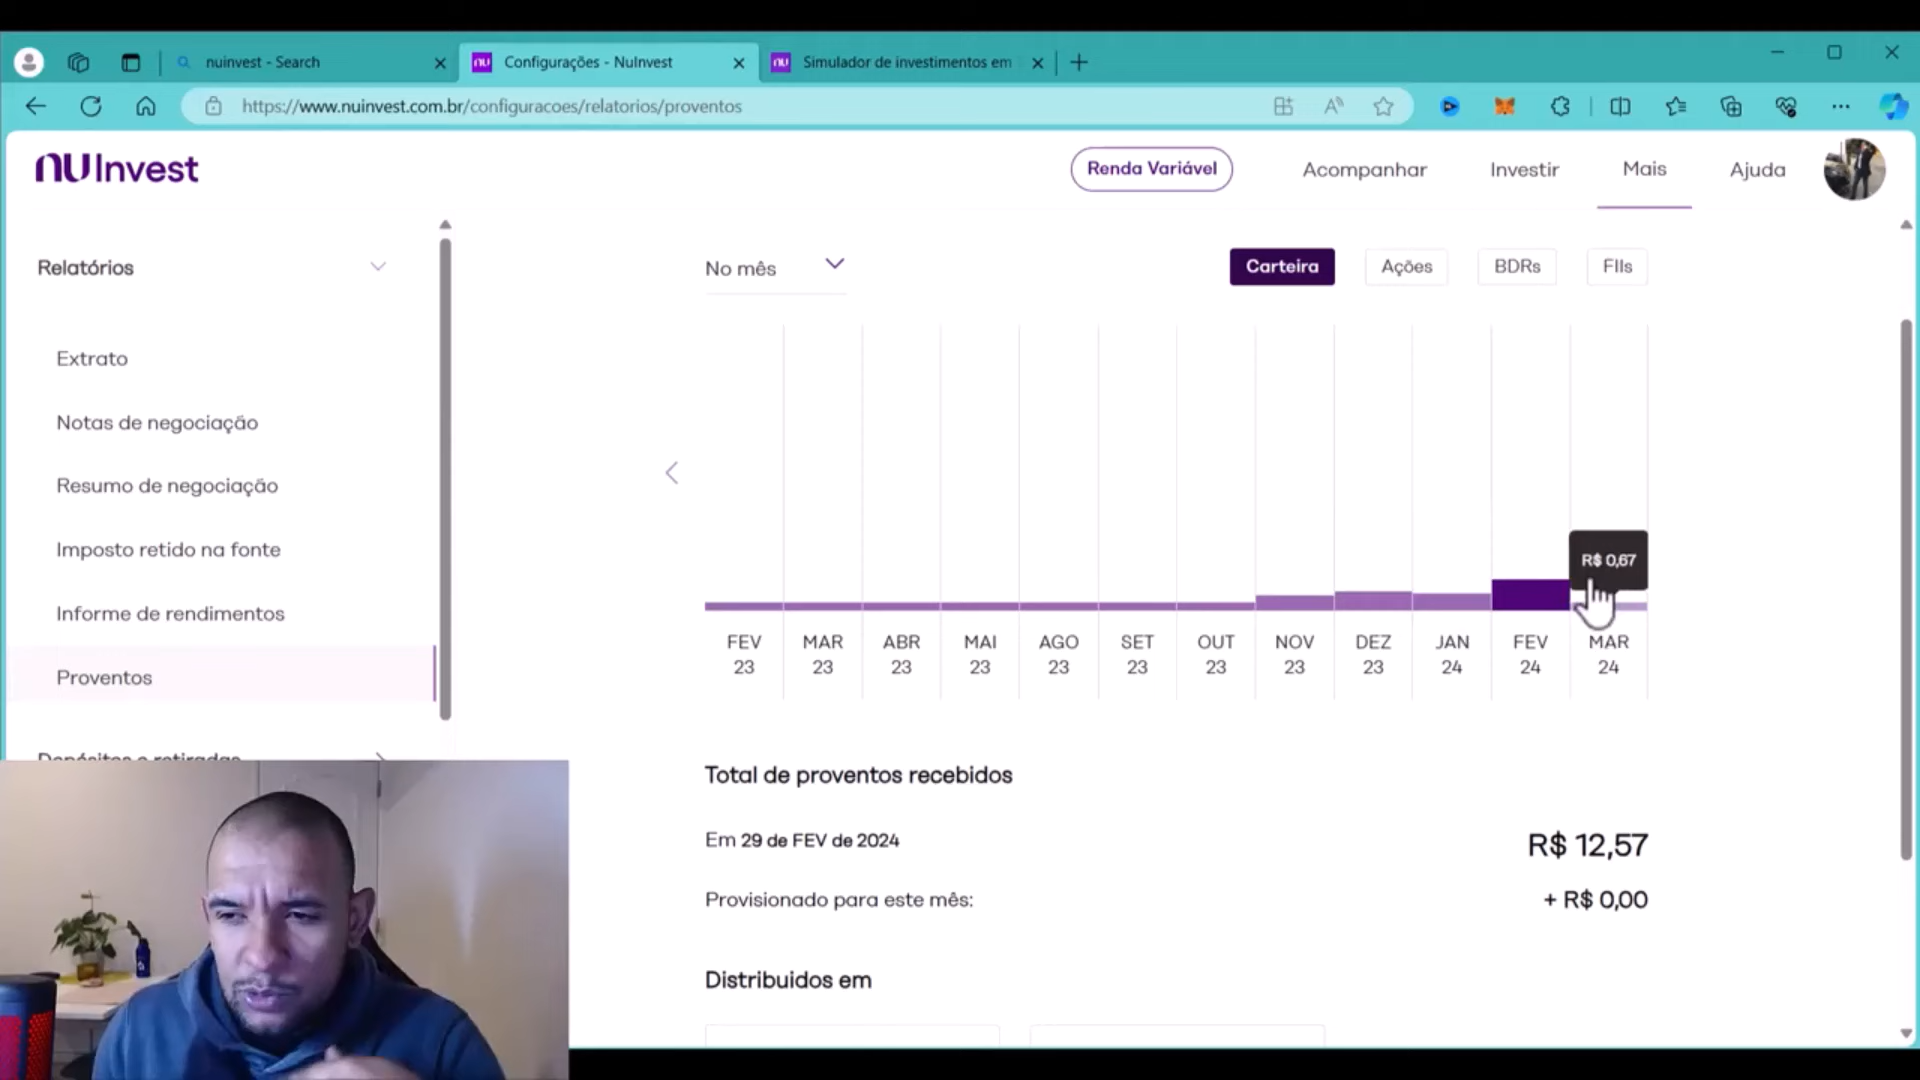 nuinvest - Search
nu
Configurações - NuInvest
nu
Simulador de investimentos em
https://www.nuinvest.com.br/configuracoes/relatorios/proventos
nuInvest
Renda Variável
Acompanhar
Investir
Mais
Ajuda
Relatórios
Extrato
Notas de negociação
Resumo de negociação
Imposto retido na fonte
Informe de rendimentos
Proventos
Depósitos e retiradas
No mês
Carteira
Ações
BDRs
FIIs
R$ 0,67
FEV 23
MAR 23
ABR 23
MAI 23
AGO 23
SET 23
OUT 23
NOV 23
DEZ 23
JAN 24
FEV 24
MAR 24
Total de proventos recebidos
Em 29 de FEV de 2024
R$ 12,57
Provisionado para este mês:
+ R$ 0,00
Distribuidos em